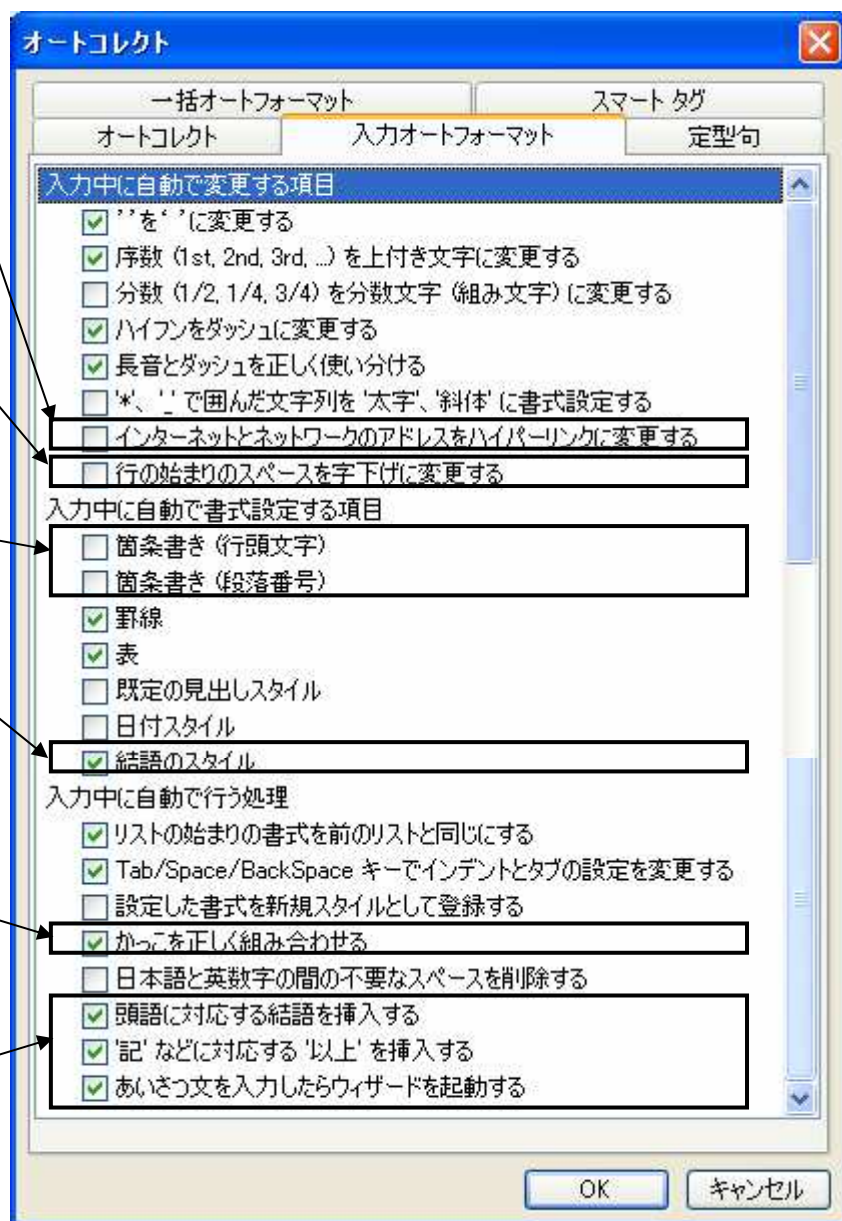 オートコレクト
一括オートフォーマット スマート タグ
オートコレクト 入力オートフォーマット 定型句
入力中に自動で変更する項目
' ' を ‘ ’ に変更する
序数 (1st, 2nd, 3rd, ...) を上付き文字に変更する
分数 (1/2, 1/4, 3/4) を分数文字 (組み文字) に変更する
ハイフンをダッシュに変更する
長音とダッシュを正しく使い分ける
'*'、'_' で囲んだ文字列を '太字'、'斜体' に書式設定する
インターネットとネットワークのアドレスをハイパーリンクに変更する
行の始まりのスペースを字下げに変更する
入力中に自動で書式設定する項目
箇条書き (行頭文字)
箇条書き (段落番号)
罫線
表
既定の見出しスタイル
日付スタイル
結語のスタイル
入力中に自動で行う処理
リストの始まりの書式を前のリストと同じにする
Tab/Space/BackSpace キーでインデントとタブの設定を変更する
設定した書式を新規スタイルとして登録する
かっこを正しく組み合わせる
日本語と英数字の間の不要なスペースを削除する
頭語に対応する結語を挿入する
'記' などに対応する '以上' を挿入する
あいさつ文を入力したらウィザードを起動する
OK キャンセル